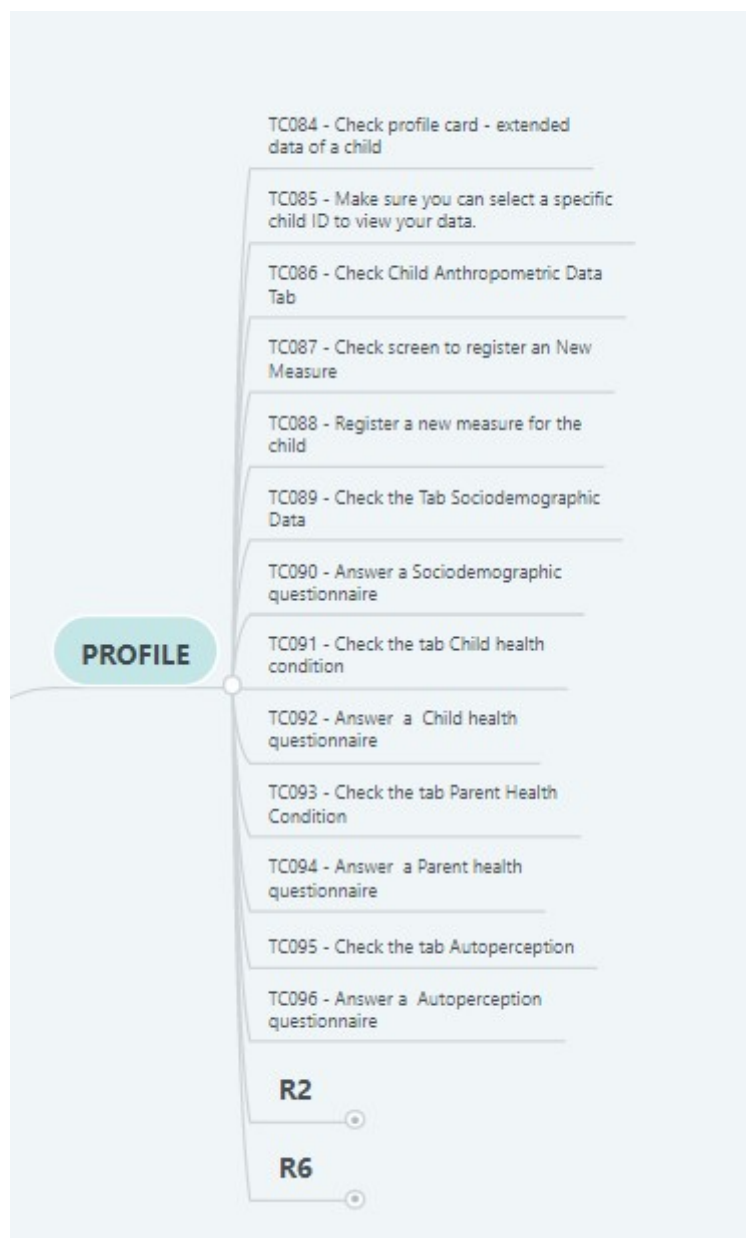 TC084 - Check profile card - extended
data of a child
TC085 - Make sure you can select a specific
child ID to view your data.
TC086 - Check Child Anthropometric Data
Tab
TC087 - Check screen to register an New
Measure
TC088 - Register a new measure for the
child
TC089 - Check the Tab Sociodemographic
Data
TC090 - Answer a Sociodemographic
questionnaire
PROFILE
TC091 - Check the tab Child health
condition
TC092 - Answer  a  Child health
questionnaire
TC093 - Check the tab Parent Health
Condition
TC094 - Answer  a Parent health
questionnaire
TC095 - Check the tab Autoperception
TC096 - Answer a  Autoperception
questionnaire
R2
R6